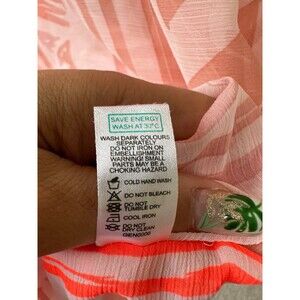 SAVE ENERGY
WASH AT 30°C
WASH DARK COLOURS
SEPARATELY
DO NOT IRON ON
EMBELLISHMENT
WARNING! SMALL
PARTS MAY BE A
CHOKING HAZARD
COLD HAND WASH
DO NOT BLEACH
DO NOT
TUMBLE DRY
COOL IRON
DO NOT
DRY CLEAN